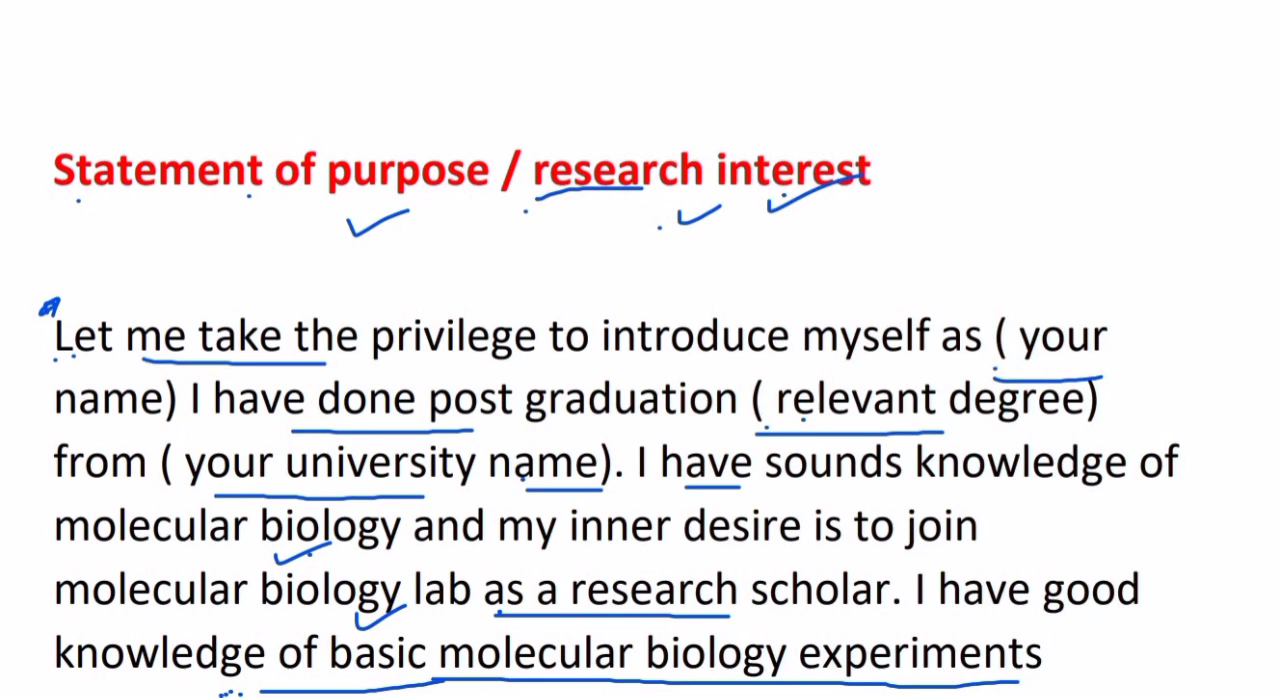 Statement of purpose / research interest
Let me take the privilege to introduce myself as ( your
name) I have done post graduation ( relevant degree)
from ( your university name). I have sounds knowledge of
molecular biology and my inner desire is to join
molecular biology lab as a research scholar. I have good
knowledge of basic molecular biology experiments